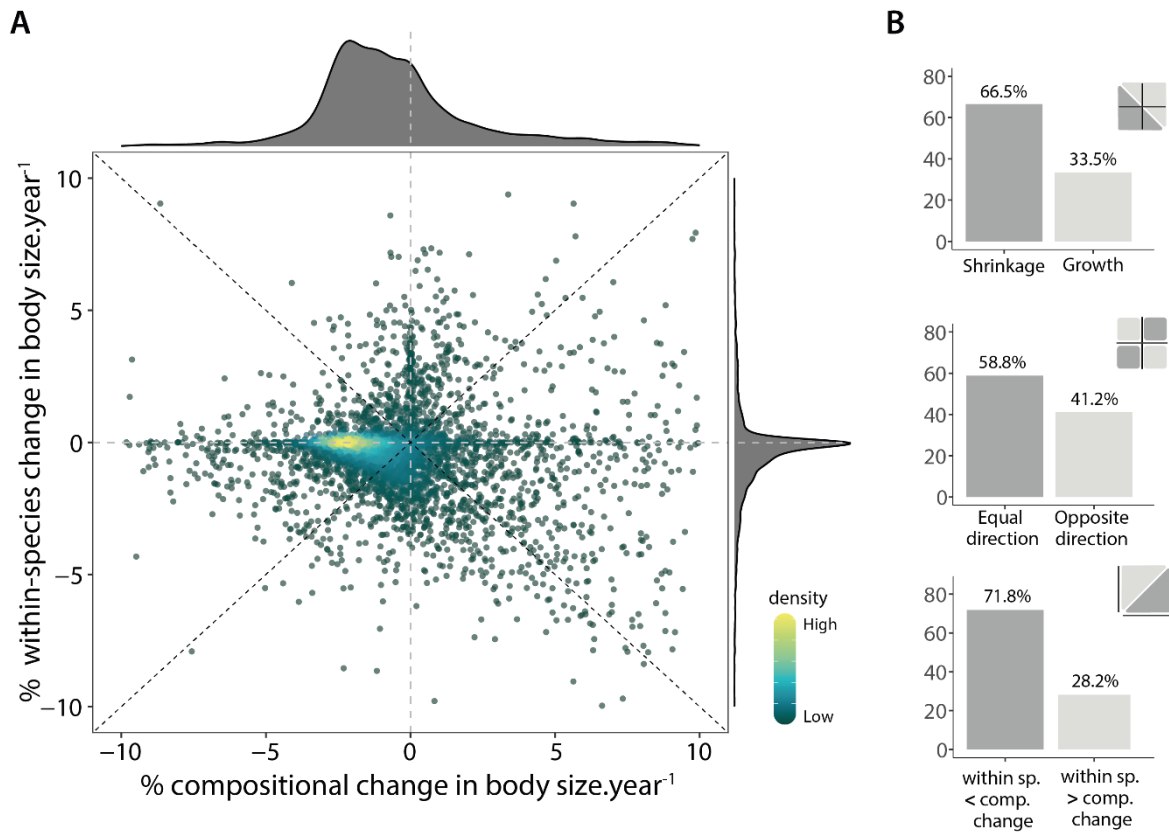 A
% within-species change in body size.year-1
10
5
0
−5
−10
−10
−5
0
5
10
% compositional change in body size.year-1
density
High
Low
B
80
60
40
20
0
66.5%
33.5%
Shrinkage
Growth
80
60
40
20
0
58.8%
41.2%
Equal
direction
Opposite
direction
80
60
40
20
0
71.8%
28.2%
within sp.
< comp.
change
within sp.
> comp.
change